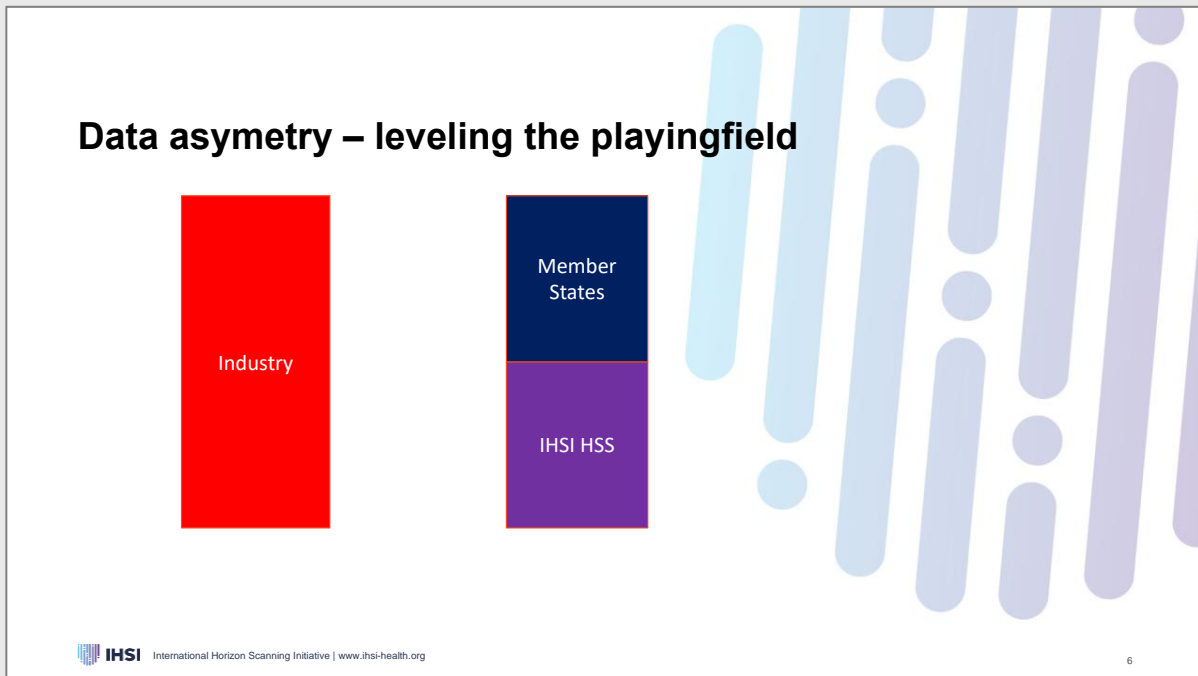 Data asymetry – leveling the playingfield
Industry
Member
States
IHSI HSS
IHSI International Horizon Scanning Initiative | www.ihsi-health.org
6